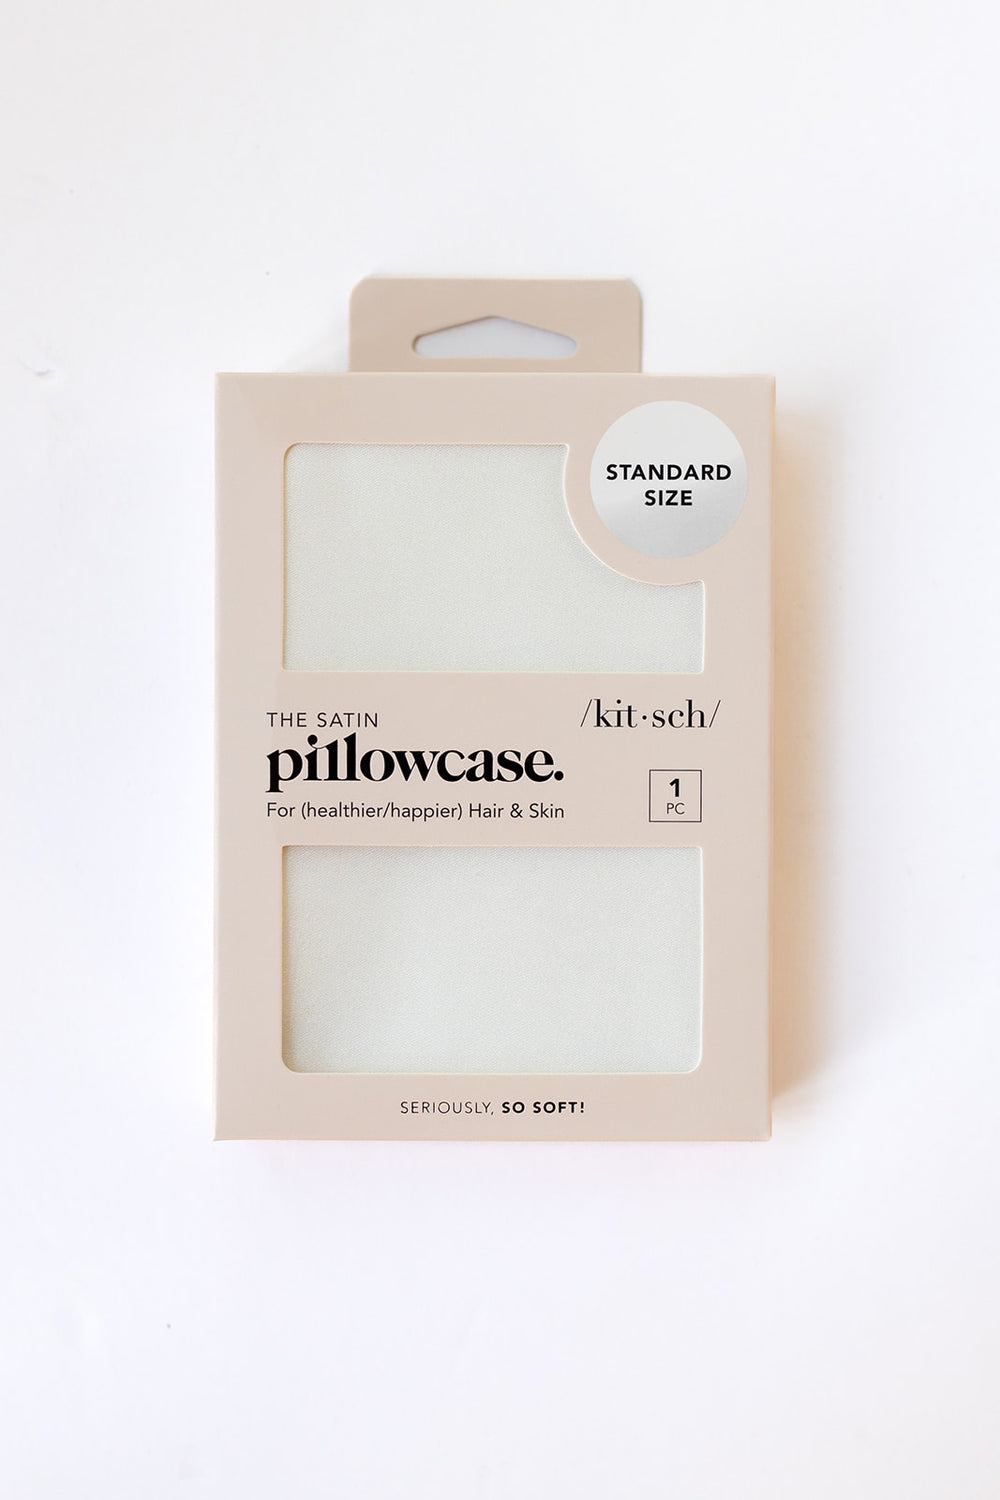 STANDARD
SIZE
THE SATIN
/kit·sch/
pillowcase.
For (healthier/happier) Hair & Skin
1
PC
SERIOUSLY, SO SOFT!